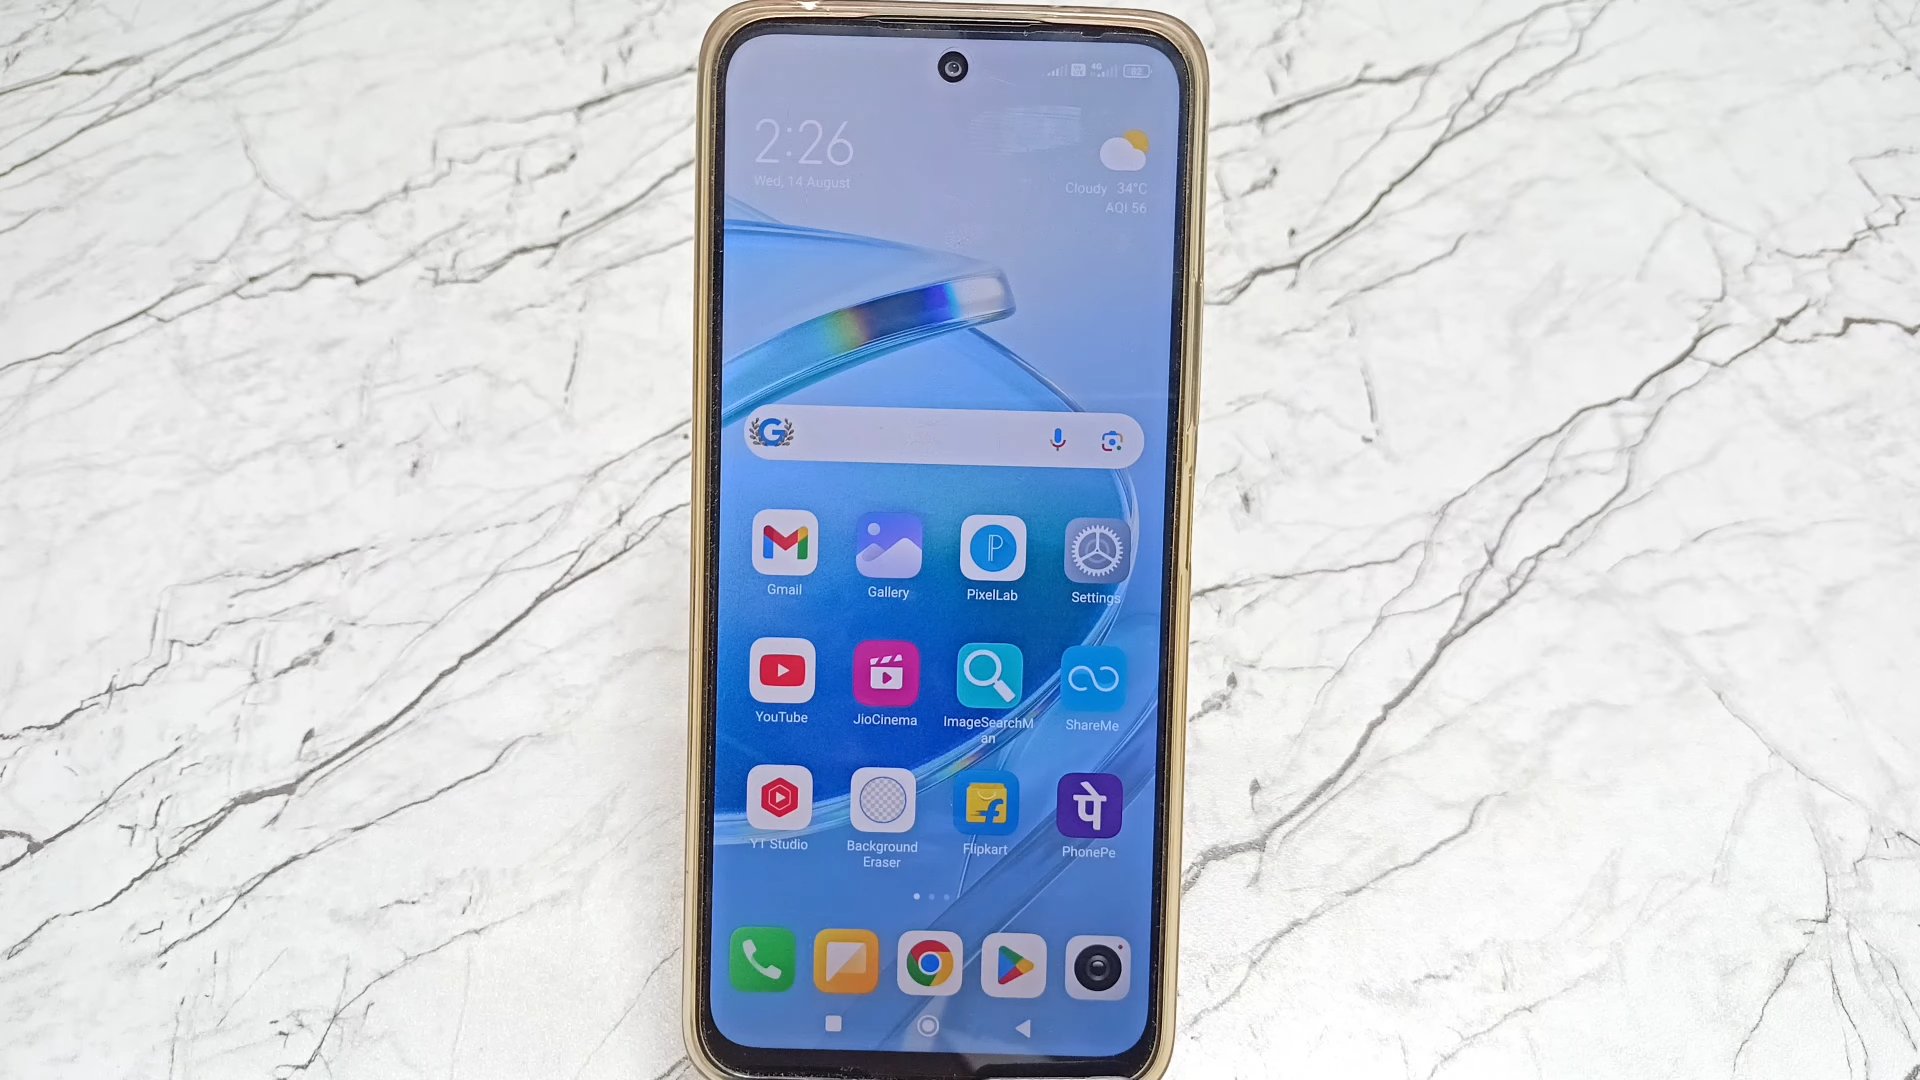 82
2:26
Wed, 14 August
Cloudy 34°C
AQI 56
G
Gmail
Gallery
P
PixelLab
Settings
YouTube
JioCinema
ImageSearchM
an
ShareMe
YT Studio
Background
Eraser
f
Flipkart
पे
PhonePe